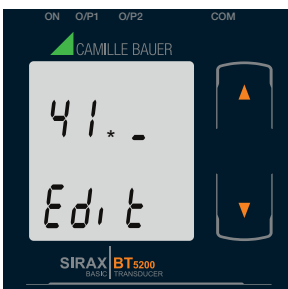 ON O/P1 O/P2 COM
CAMILLE BAUER
41.* _
Edit
SIRAX BT5200
BASIC TRANSDUCER